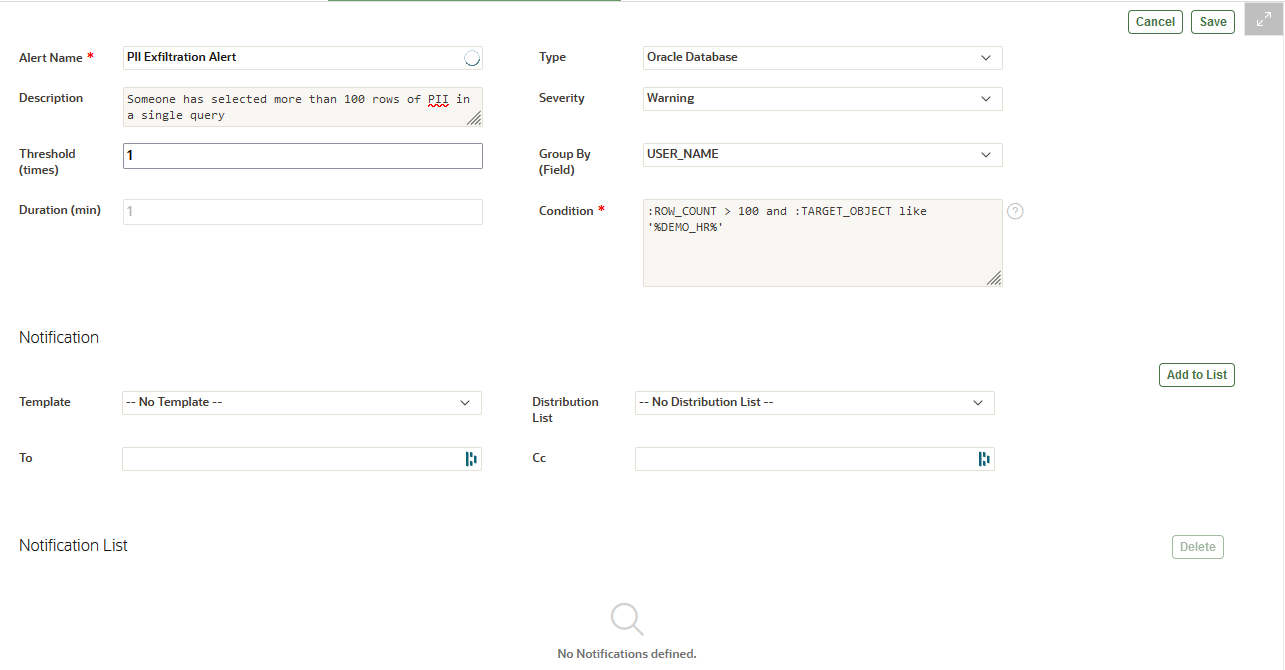 Cancel
Save
Alert Name *
PII Exfiltration Alert
Type
Oracle Database
Description
Someone has selected more than 100 rows of PII in
a single query
Severity
Warning
Threshold
(times)
1
Group By
(Field)
USER_NAME
Duration (min)
1
Condition *
:ROW_COUNT > 100 and :TARGET_OBJECT like
'%DEMO_HR%'
?
Notification
Add to List
Template
-- No Template --
Distribution
List
-- No Distribution List --
To
Cc
Notification List
Delete
No Notifications defined.